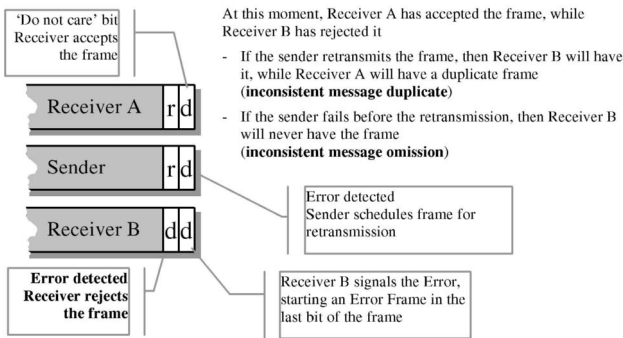 'Do not care' bit
Receiver accepts
the frame
At this moment, Receiver A has accepted the frame, while
Receiver B has rejected it
- If the sender retransmits the frame, then Receiver B will have
it, while Receiver A will have a duplicate frame
(inconsistent message duplicate)
- If the sender fails before the retransmission, then Receiver B
will never have the frame
(inconsistent message omission)
Receiver A r d
Sender r d
Receiver B d d
Error detected
Sender schedules frame for
retransmission
Error detected
Receiver rejects
the frame
Receiver B signals the Error,
starting an Error Frame in the
last bit of the frame